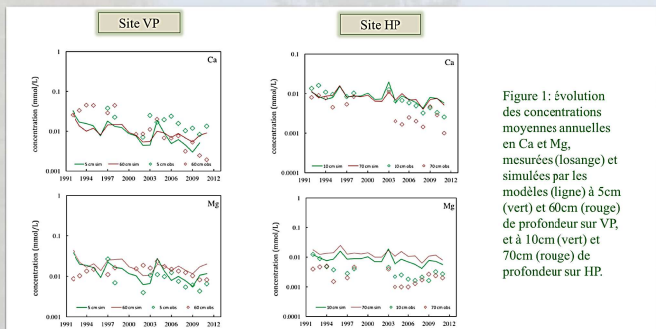 Site VP
Site HP
1
Ca
0.1
0.01
0.001
concentration (mmol/L)
5 cm sim 60 cm sim 5 cm obs 60 cm obs
1991 1994 1997 2000 2003 2006 2009 2012
0.1
Ca
0.01
0.001
0.0001
concentration (mmol/L)
10 cm sim 70 cm sim 10 cm obs 70 cm obs
1991 1994 1997 2000 2003 2006 2009 2012
1
Mg
0.1
0.01
0.001
concentration (mmol/L)
5 cm sim 60 cm sim 5 cm obs 60 cm obs
1991 1994 1997 2000 2003 2006 2009 2012
1
Mg
0.1
0.01
0.001
0.0001
concentration (mmol/L)
10 cm sim 70 cm sim 10 cm obs 70 cm obs
1991 1994 1997 2000 2003 2006 2009 2012
Figure 1: évolution
des concentrations
moyennes annuelles
en Ca et Mg,
mesurées (losange) et
simulées par les
modèles (ligne) à 5cm
(vert) et 60cm (rouge)
de profondeur sur VP,
et à 10cm (vert) et
70cm (rouge) de
profondeur sur HP.